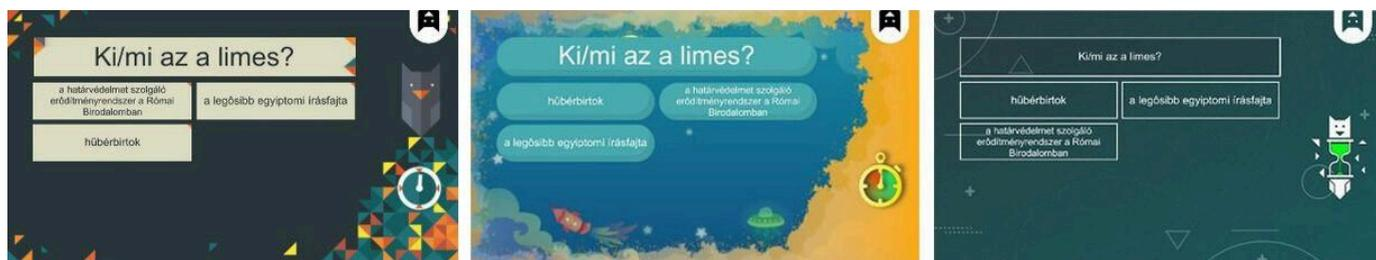 Ki/mi az a limes?
a határvédelmet szolgáló
erődítményrendszer a Római
Birodalomban
a legősibb egyiptomi írásfajta
hűbérbirtok
Ki/mi az a limes?
hűbérbirtok
a határvédelmet szolgáló
erődítményrendszer a Római
Birodalomban
a legősibb egyiptomi írásfajta
Ki/mi az a limes?
hűbérbirtok
a legősibb egyiptomi írásfajta
a határvédelmet szolgáló
erődítményrendszer a Római
Birodalomban